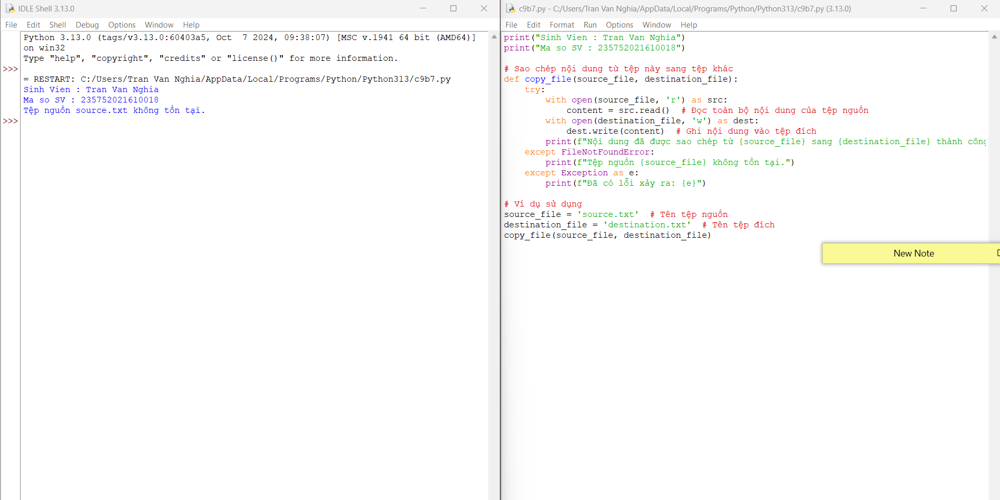 IDLE Shell 3.13.0
File Edit Shell Debug Options Window Help
Python 3.13.0 (tags/v3.13.0:60403a5, Oct  7 2024, 09:38:07) [MSC v.1941 64 bit (AMD64)]
on win32
Type "help", "copyright", "credits" or "license()" for more information.
>>>
= RESTART: C:/Users/Tran Van Nghia/AppData/Local/Programs/Python/Python313/c9b7.py
Sinh Vien : Tran Van Nghia
Ma so SV : 235752021610018
Tệp nguồn source.txt không tồn tại.
>>>
c9b7.py - C:/Users/Tran Van Nghia/AppData/Local/Programs/Python/Python313/c9b7.py (3.13.0)
File Edit Format Run Options Window Help
print("Sinh Vien : Tran Van Nghia")
print("Ma so SV : 235752021610018")
# Sao chép nội dung từ tệp này sang tệp khác
def copy_file(source_file, destination_file):
    try:
        with open(source_file, 'r') as src:
            content = src.read()  # Đọc toàn bộ nội dung của tệp nguồn
        with open(destination_file, 'w') as dest:
            dest.write(content)  # Ghi nội dung vào tệp đích
        print(f"Nội dung đã được sao chép từ {source_file} sang {destination_file} thành công
    except FileNotFoundError:
        print(f"Tệp nguồn {source_file} không tồn tại.")
    except Exception as e:
        print(f"Đã có lỗi xảy ra: {e}")
# Ví dụ sử dụng
source_file = 'source.txt'  # Tên tệp nguồn
destination_file = 'destination.txt'  # Tên tệp đích
copy_file(source_file, destination_file)
New Note